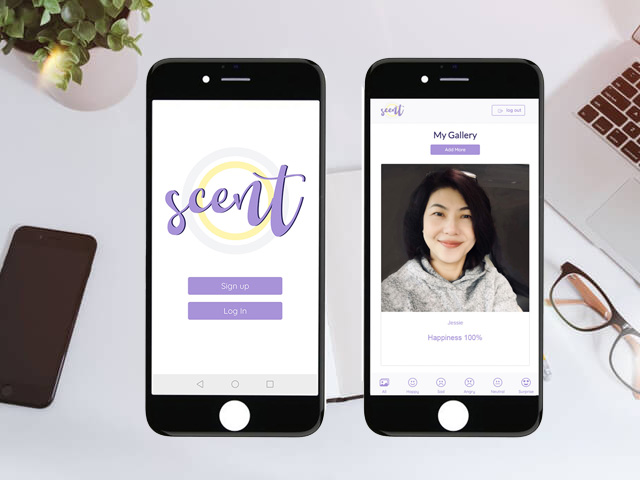 scent
Sign up
Log In
scent
log out
My Gallery
Add More
Jessie
Happiness 100%
All
Happy
Sad
Angry
Neutral
Surprise